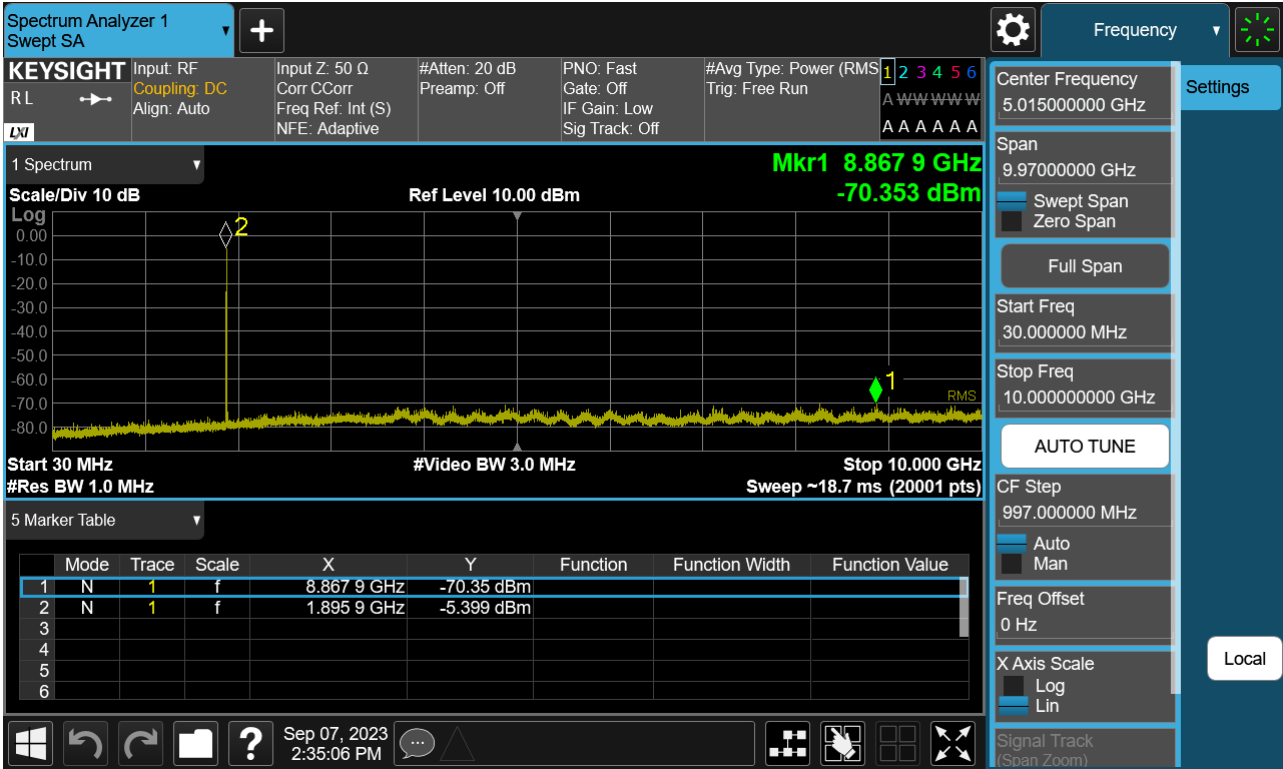 Spectrum Analyzer 1
Swept SA
Frequency
KEYSIGHT
R L
LXI
Input: RF
Coupling: DC
Align: Auto
Input Z: 50 Ω
Corr CCorr
Freq Ref: Int (S)
NFE: Adaptive
#Atten: 20 dB
Preamp: Off
PNO: Fast
Gate: Off
IF Gain: Low
Sig Track: Off
#Avg Type: Power (RMS
Trig: Free Run
1 2 3 4 5 6
A W W W W W
A A A A A A
1 Spectrum
Mkr1 8.867 9 GHz
Scale/Div 10 dB
Ref Level 10.00 dBm
-70.353 dBm
Log
0.00
-10.0
-20.0
-30.0
-40.0
-50.0
-60.0
-70.0
-80.0
2
1
RMS
Start 30 MHz
#Video BW 3.0 MHz
Stop 10.000 GHz
#Res BW 1.0 MHz
Sweep ~18.7 ms (20001 pts)
5 Marker Table
Mode Trace Scale X Y Function Function Width Function Value
1 N 1 f 8.867 9 GHz -70.35 dBm
2 N 1 f 1.895 9 GHz -5.399 dBm
3
4
5
6
Sep 07, 2023
2:35:06 PM
Center Frequency
5.015000000 GHz
Span
9.97000000 GHz
Swept Span
Zero Span
Full Span
Start Freq
30.000000 MHz
Stop Freq
10.000000000 GHz
AUTO TUNE
CF Step
997.000000 MHz
Auto
Man
Freq Offset
0 Hz
X Axis Scale
Log
Lin
Signal Track
(Span Zoom)
Settings
Local